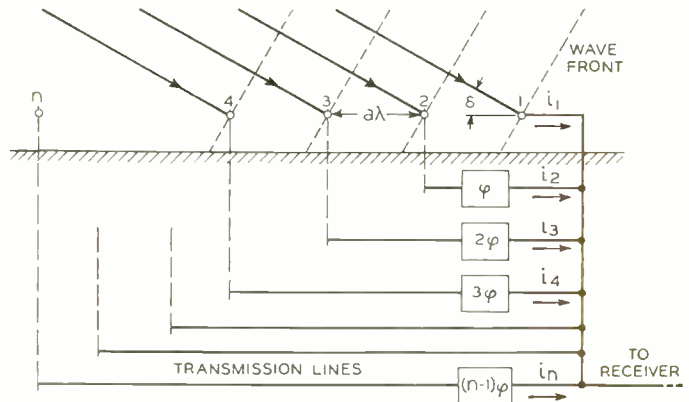 WAVE
FRONT
n
4
3
2
1
aλ
δ
i₁
φ
i₂
2φ
i₃
3φ
i₄
TRANSMISSION LINES
(n-1)φ
iₙ
TO
RECEIVER